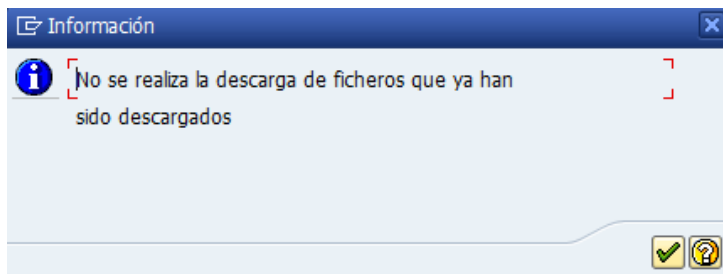 Información
No se realiza la descarga de ficheros que ya han
sido descargados